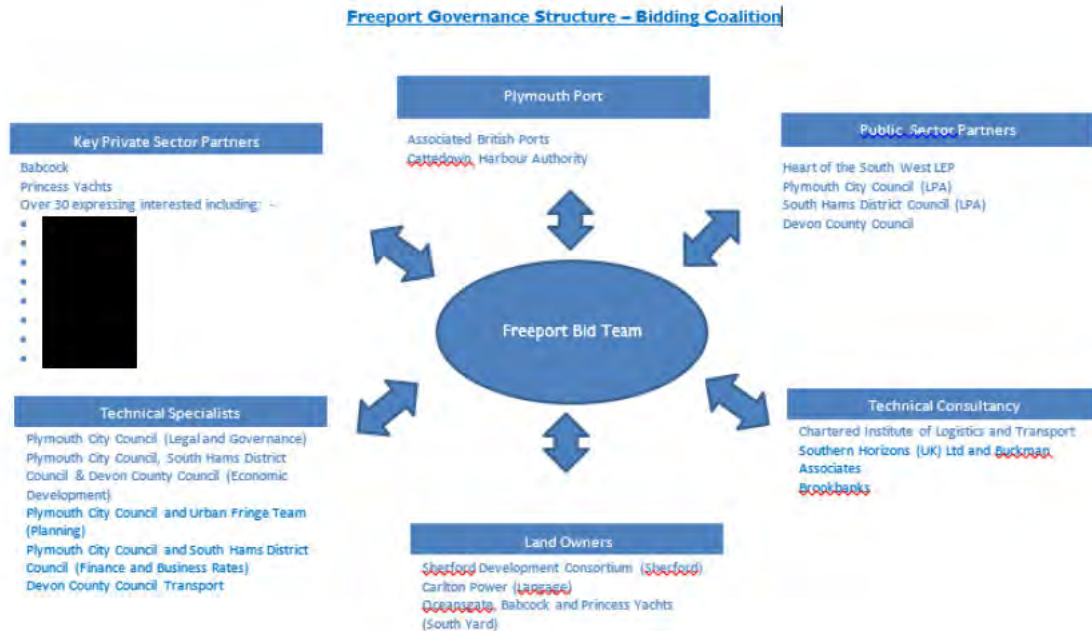 Freeport Governance Structure – Bidding Coalition
Plymouth Port
Associated British Ports
Cattedown Harbour Authority
Key Private Sector Partners
Babcock
Princess Yachts
Over 30 expressing interested including: -
Public Sector Partners
Heart of the South West LEP
Plymouth City Council (LPA)
South Hams District Council (LPA)
Devon County Council
Freeport Bid Team
Technical Specialists
Plymouth City Council (Legal and Governance)
Plymouth City Council, South Hams District
Council & Devon County Council (Economic
Development)
Plymouth City Council and Urban Fringe Team
(Planning)
Plymouth City Council and South Hams District
Council (Finance and Business Rates)
Devon County Council Transport
Technical Consultancy
Chartered Institute of Logistics and Transport
Southern Horizons (UK) Ltd and Buckman
Associates
Brookbanks
Land Owners
Sherford Development Consortium (Sherford)
Carlton Power (Langage)
Oceansgate, Babcock and Princess Yachts
(South Yard)